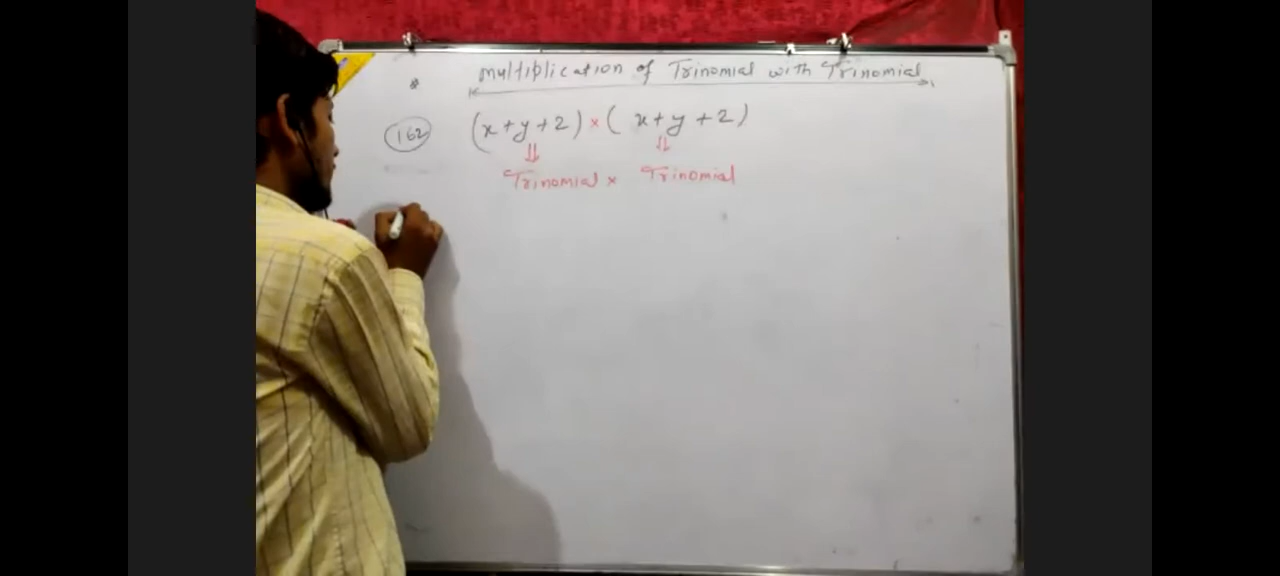 * Multiplication of Trinomial with Trinomial
162 (x + y + 2) × ( x + y + 2)
⇓ ⇓
Trinomial × Trinomial